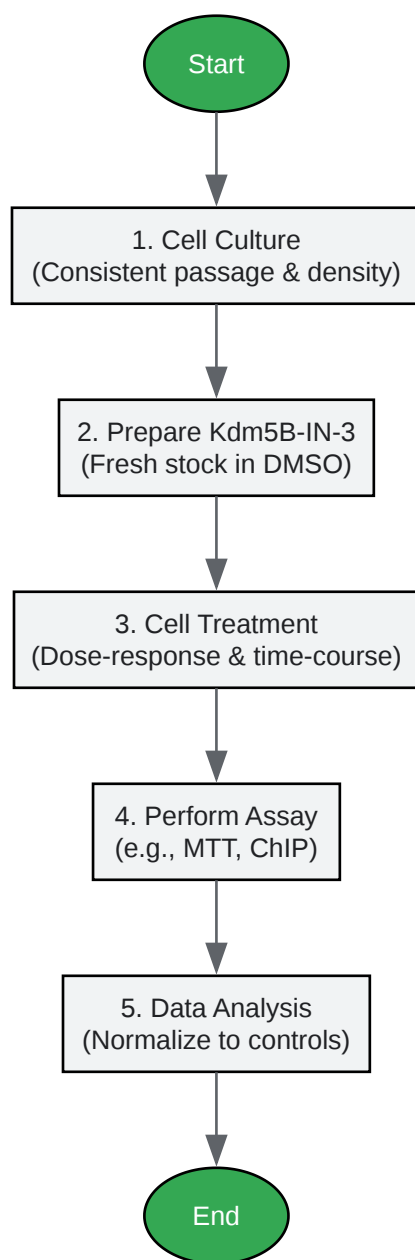 Start
1. Cell Culture
(Consistent passage & density)
2. Prepare Kdm5B-IN-3
(Fresh stock in DMSO)
3. Cell Treatment
(Dose-response & time-course)
4. Perform Assay
(e.g., MTT, ChIP)
5. Data Analysis
(Normalize to controls)
End